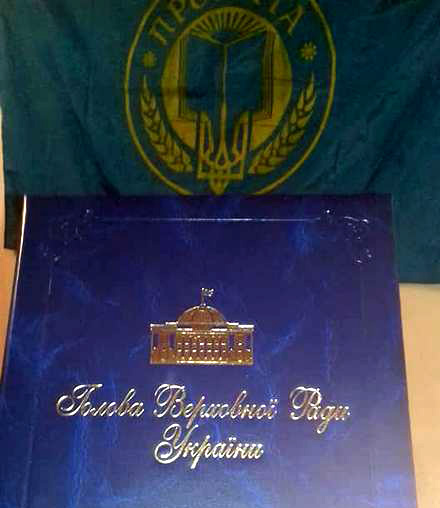 ПРОСВІТА
Голова Верховної Ради
України